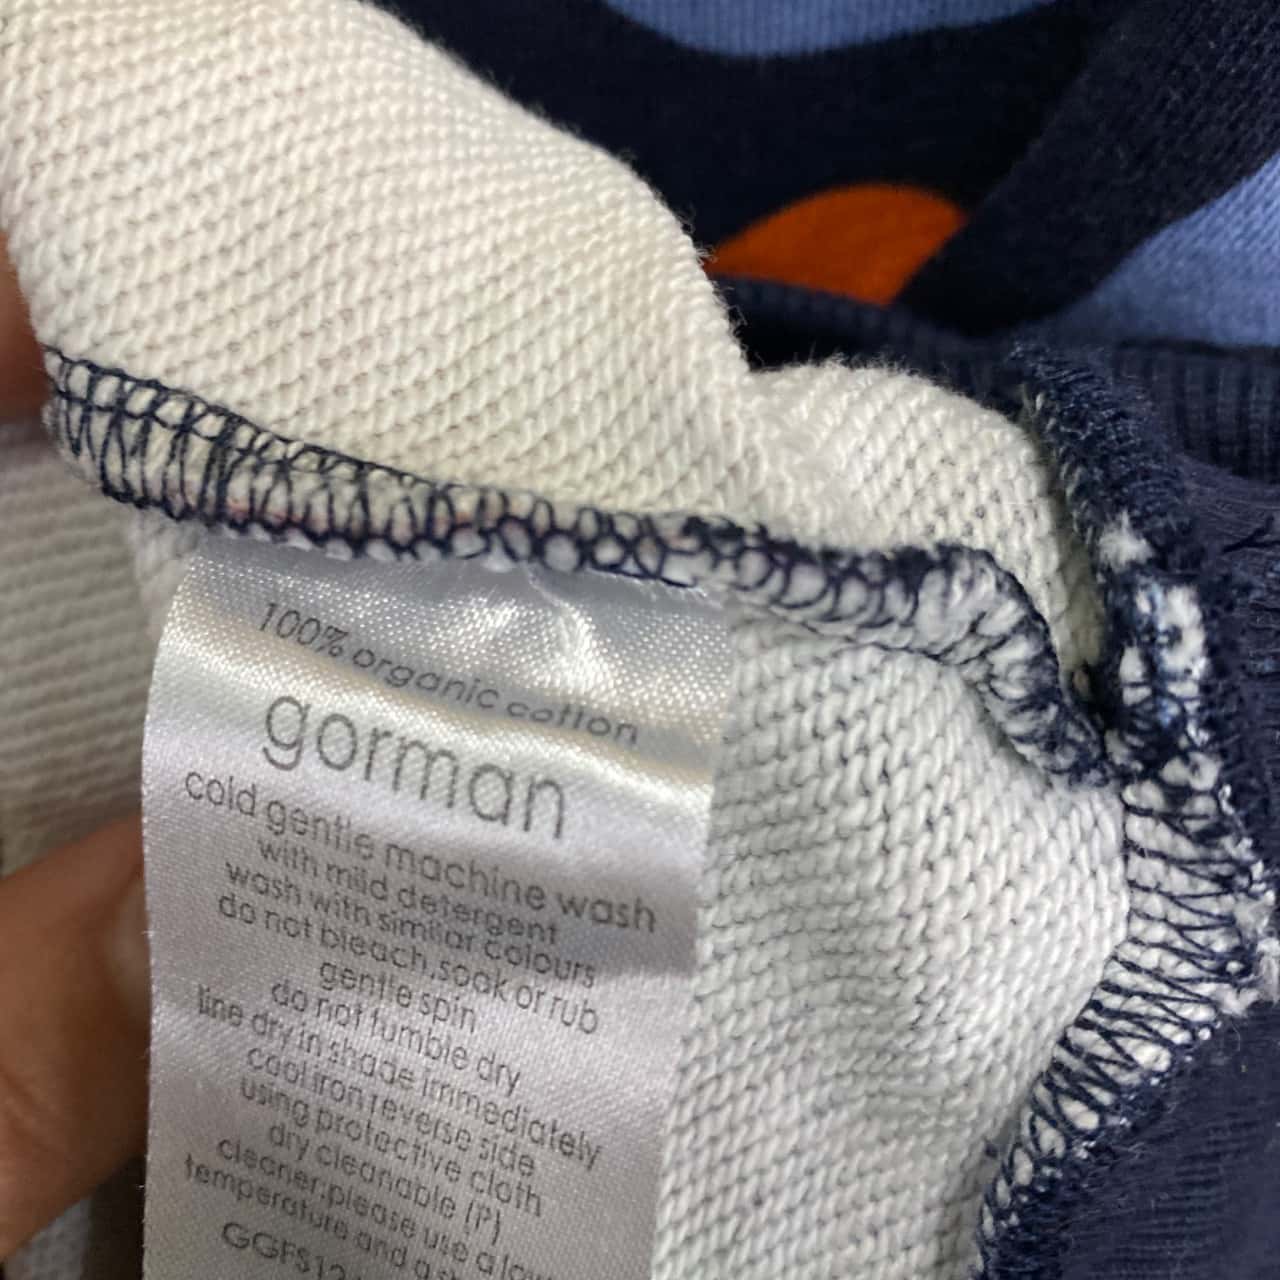 100% organic cotton
gorman
cold gentle machine wash
with mild detergent
wash with similar colours
do not bleach,soak or rub
gentle spin
do not tumble dry
line dry in shade immediately
cool iron reverse side
using protective cloth
dry cleanable (P)
cleaner:please use a low
temperature and a